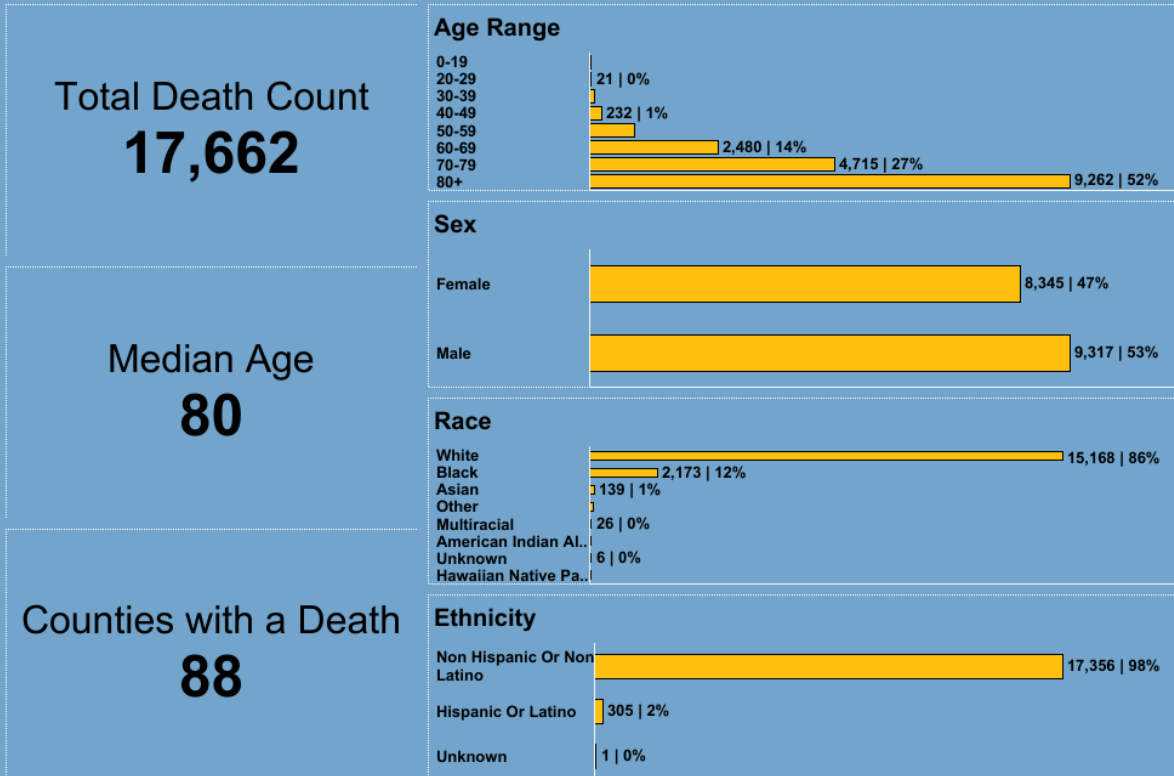 Total Death Count
17,662
Median Age
80
Counties with a Death
88
Age Range
0-19
20-29 21 | 0%
30-39
40-49 232 | 1%
50-59
60-69 2,480 | 14%
70-79 4,715 | 27%
80+ 9,262 | 52%
Sex
Female 8,345 | 47%
Male 9,317 | 53%
Race
White 15,168 | 86%
Black 2,173 | 12%
Asian 139 | 1%
Other
Multiracial 26 | 0%
American Indian Al..
Unknown 6 | 0%
Hawaiian Native Pa..
Ethnicity
Non Hispanic Or Non
Latino 17,356 | 98%
Hispanic Or Latino 305 | 2%
Unknown 1 | 0%